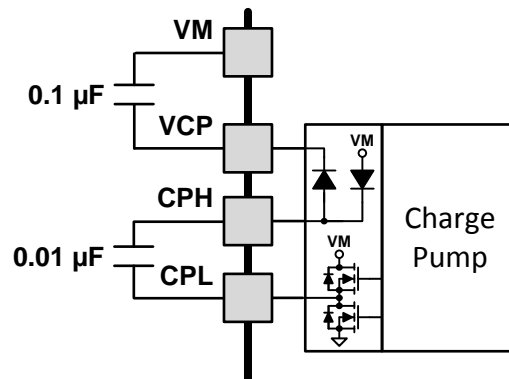 VM
0.1 µF
VCP
VM
CPH
Charge
Pump
VM
0.01 µF
CPL